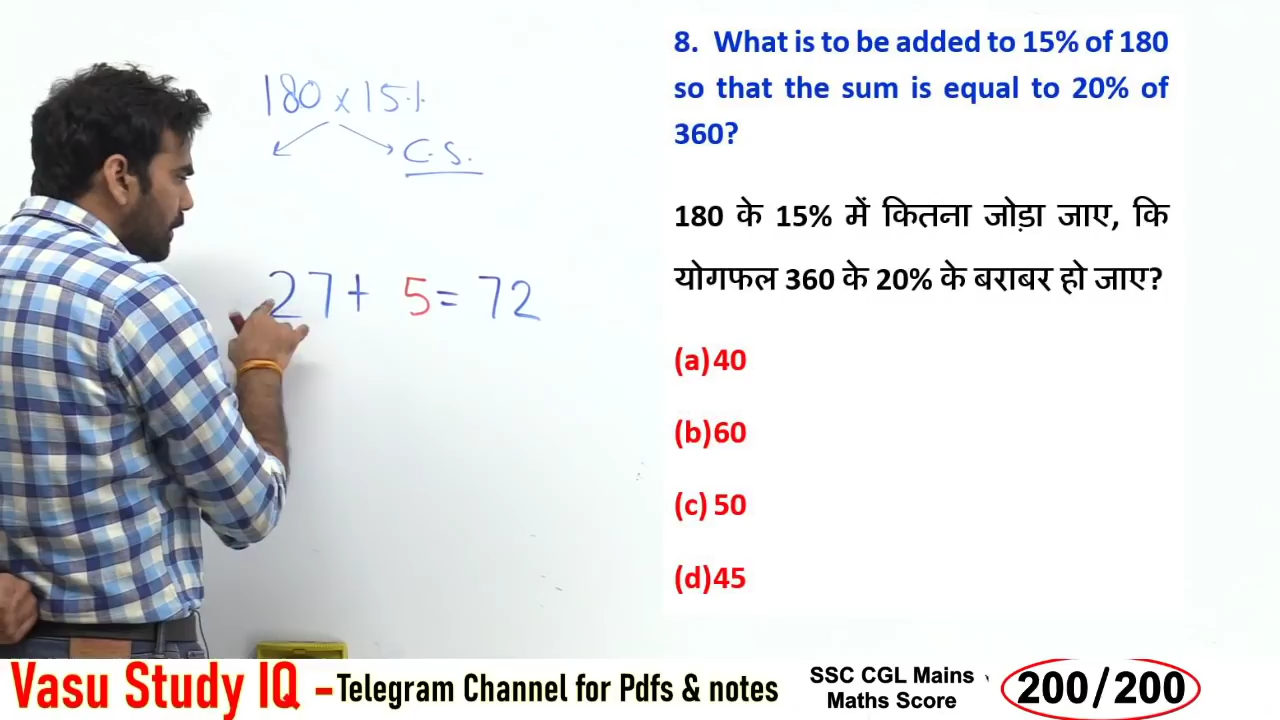 180 x 15%
C.S.
27 + 5 = 72
8. What is to be added to 15% of 180
so that the sum is equal to 20% of
360?
180 के 15% में कितना जोड़ा जाए, कि
योगफल 360 के 20% के बराबर हो जाए?
(a) 40
(b) 60
(c) 50
(d) 45
Vasu Study IQ – Telegram Channel for Pdfs & notes
SSC CGL Mains
Maths Score
200/200